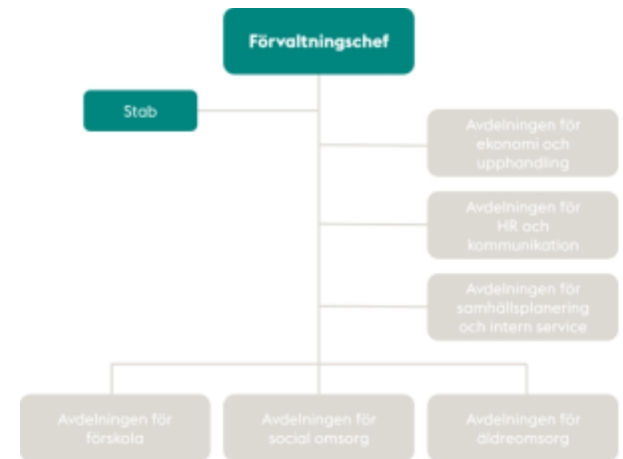 Förvaltningschef
Stab
Avdelningen för
ekonomi och
upphandling
Avdelningen för
HR och
kommunikation
Avdelningen för
samhällsplanering
och intern service
Avdelningen för
förskola
Avdelningen för
social omsorg
Avdelningen för
äldreomsorg